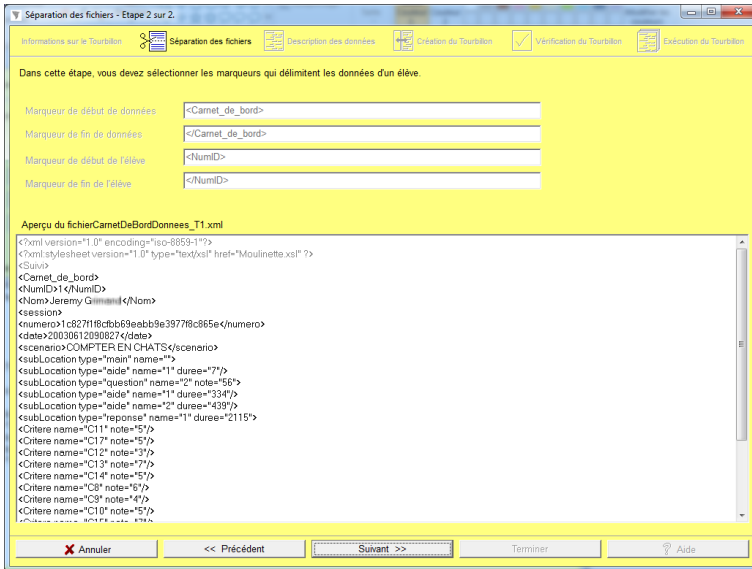 Séparation des fichiers - Etape 2 sur 2.
Informations sur le Tourbillon Séparation des fichiers Description des données Création du Tourbillon Vérification du Tourbillon Exécution du Tourbillon
Dans cette étape, vous devez sélectionner les marqueurs qui délimitent les données d'un élève.
Marqueur de début de données <Carnet_de_bord>
Marqueur de fin de données </Carnet_de_bord>
Marqueur de début de l'élève <NumID>
Marqueur de fin de l'élève </NumID>
Aperçu du fichierCarnetDeBordDonnees_T1.xml
<?xml version="1.0" encoding="iso-8859-1"?>
<?xml:stylesheet version="1.0" type="text/xsl" href="Moulinette.xsl" ?>
<Suivi>
<Carnet_de_bord>
<NumID>1</NumID>
<Nom>Jeremy </Nom>
<session>
<numero>1c827f1f8cfbb69eabb9e3977f8c865e</numero>
<date>20030612090827</date>
<scenario>COMPTER EN CHATS</scenario>
<subLocation type="main" name="">
<subLocation type="aide" name="1" duree="7"/>
<subLocation type="question" name="2" note="56">
<subLocation type="aide" name="1" duree="334"/>
<subLocation type="aide" name="2" duree="439"/>
<subLocation type="reponse" name="1" duree="2115">
<Critere name="C11" note="5"/>
<Critere name="C17" note="5"/>
<Critere name="C12" note="3"/>
<Critere name="C13" note="7"/>
<Critere name="C14" note="5"/>
<Critere name="C8" note="6"/>
<Critere name="C9" note="4"/>
<Critere name="C10" note="5"/>
<Critere name="C15" note="7"/>
Annuler << Précédent Suivant >> Terminer Aide